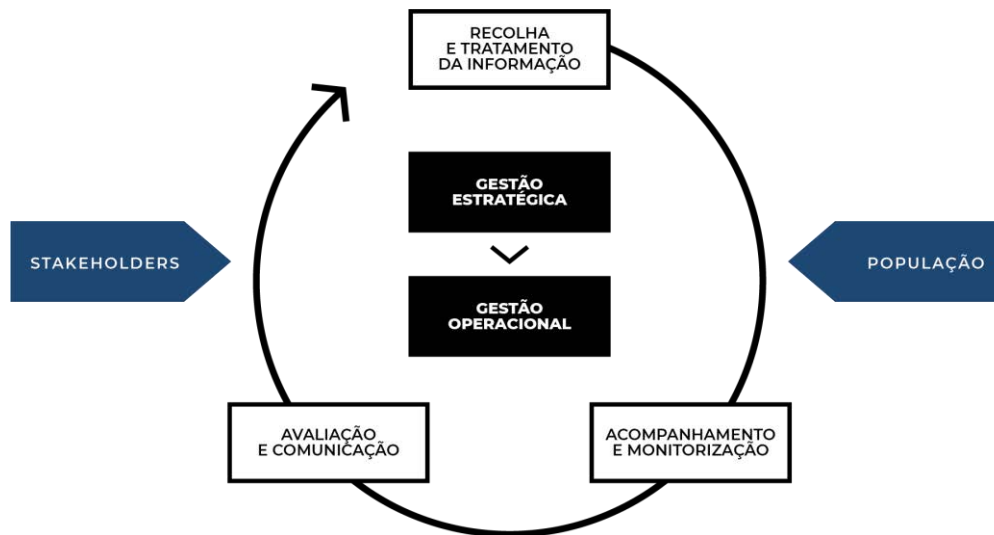 RECOLHA
E TRATAMENTO
DA INFORMAÇÃO
GESTÃO
ESTRATÉGICA
STAKEHOLDERS
POPULAÇÃO
GESTÃO
OPERACIONAL
AVALIAÇÃO
E COMUNICAÇÃO
ACOMPANHAMENTO
E MONITORIZAÇÃO